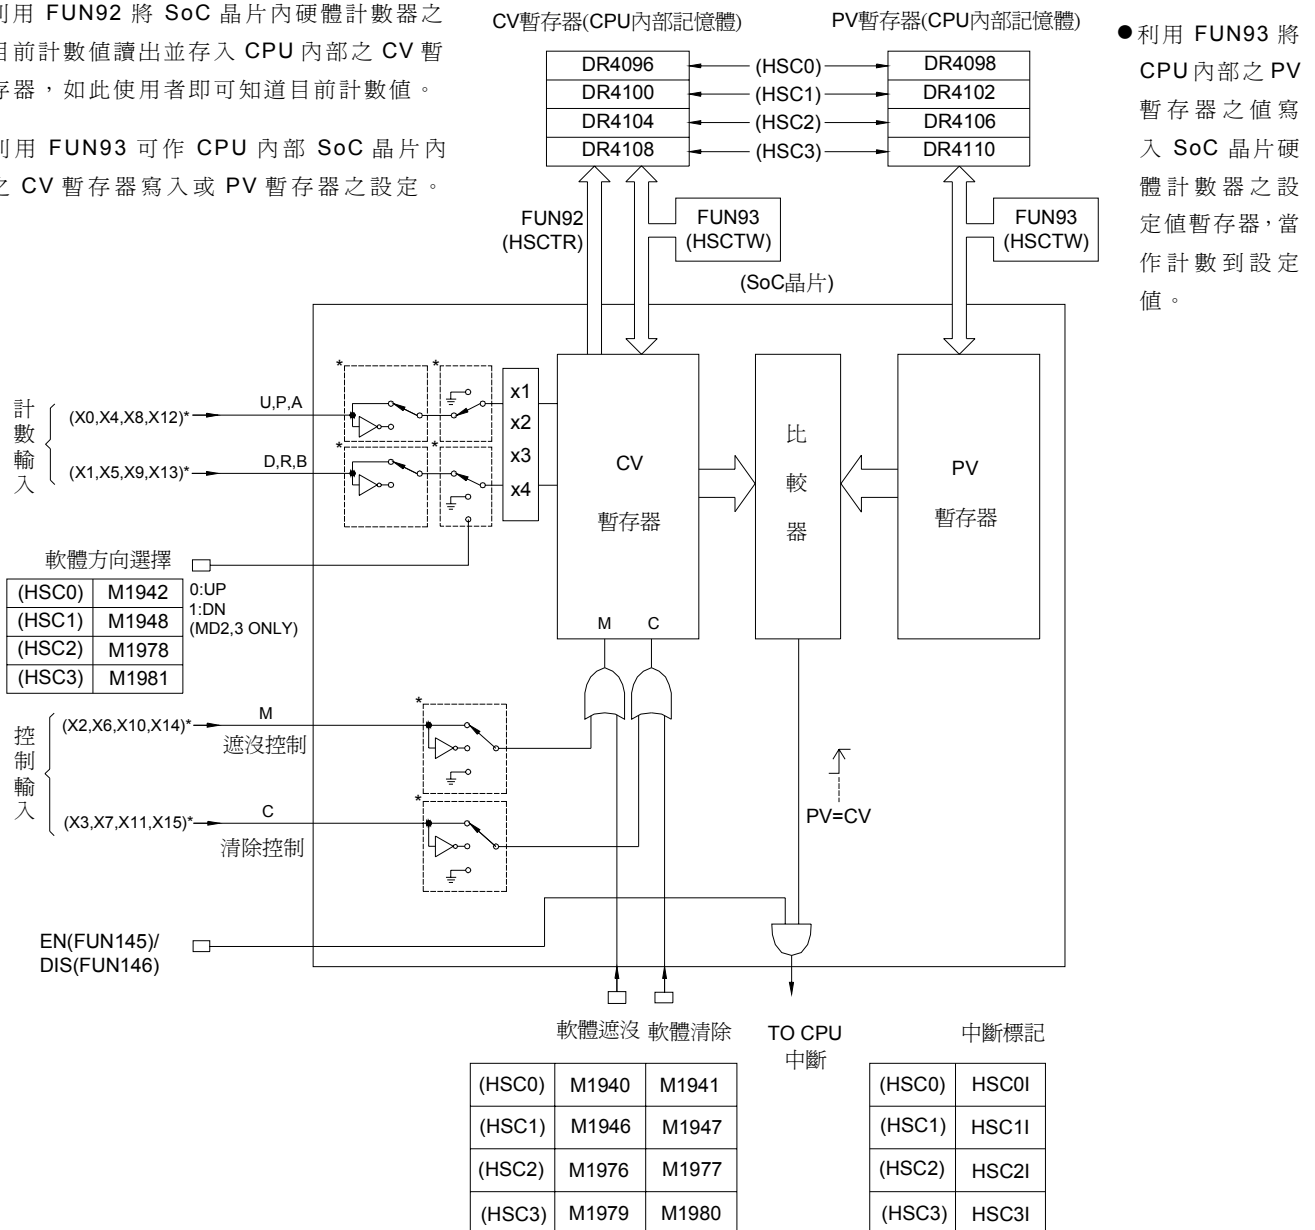 利用 FUN92 將 SoC 晶片內硬體計數器之
目前計數值讀出並存入 CPU 內部之 CV 暫
存器，如此使用者即可知道目前計數值。
利用 FUN93 可作 CPU 內部 SoC 晶片內
之 CV 暫存器寫入或 PV 暫存器之設定。
CV暫存器(CPU內部記憶體)
PV暫存器(CPU內部記憶體)
DR4096 (HSC0) DR4098
DR4100 (HSC1) DR4102
DR4104 (HSC2) DR4106
DR4108 (HSC3) DR4110
●利用 FUN93 將
CPU 內部之 PV
暫存器之值寫
入 SoC 晶片硬
體計數器之設
定值暫存器，當
作計數到設定
值。
FUN92
(HSCTR)
FUN93
(HSCTW)
FUN93
(HSCTW)
(SoC晶片)
計數輸入
(X0,X4,X8,X12)*
U,P,A
(X1,X5,X9,X13)*
D,R,B
*
*
*
*
x1
x2
x3
x4
CV
暫存器
比較器
PV
暫存器
軟體方向選擇
(HSC0) M1942
(HSC1) M1948
(HSC2) M1978
(HSC3) M1981
0:UP
1:DN
(MD2,3 ONLY)
M C
控制輸入
(X2,X6,X10,X14)*
M
遮沒控制
*
(X3,X7,X11,X15)*
C
清除控制
*
PV=CV
EN(FUN145)/
DIS(FUN146)
軟體遮沒 軟體清除
(HSC0) M1940 M1941
(HSC1) M1946 M1947
(HSC2) M1976 M1977
(HSC3) M1979 M1980
TO CPU
中斷
中斷標記
(HSC0) HSC0I
(HSC1) HSC1I
(HSC2) HSC2I
(HSC3) HSC3I